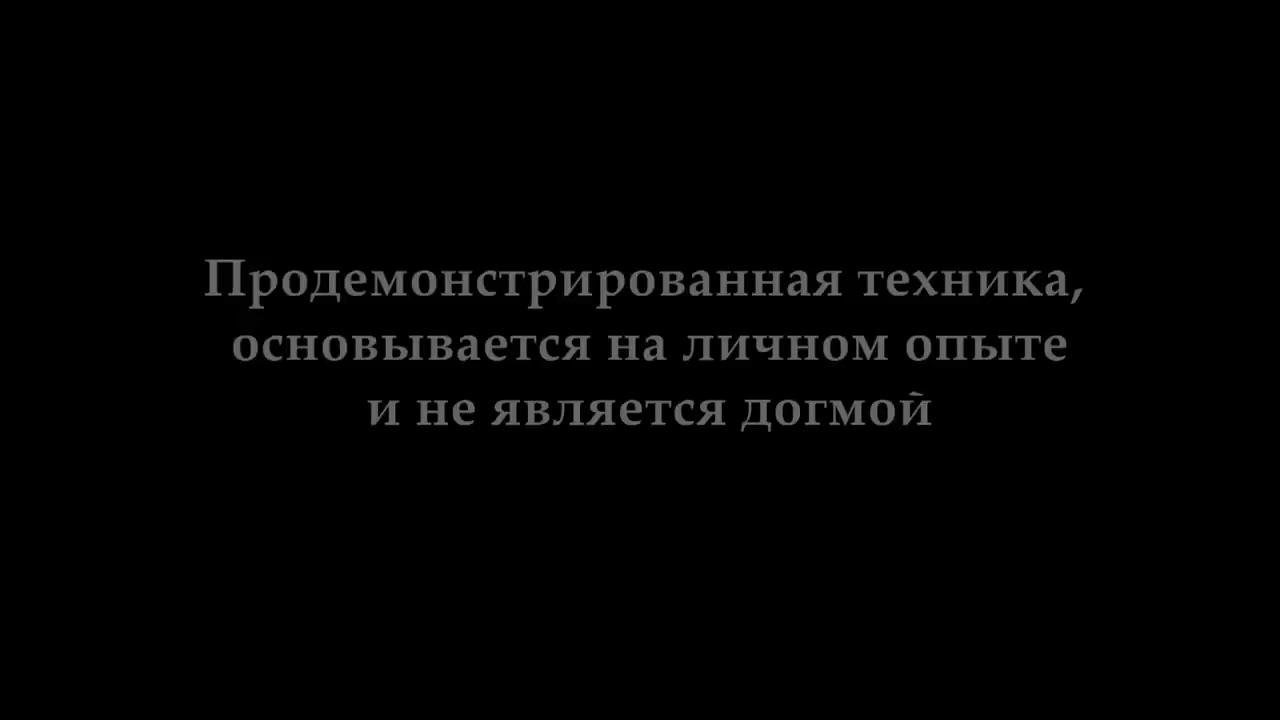 Продемонстрированная техника,
основывается на личном опыте
и не является догмой